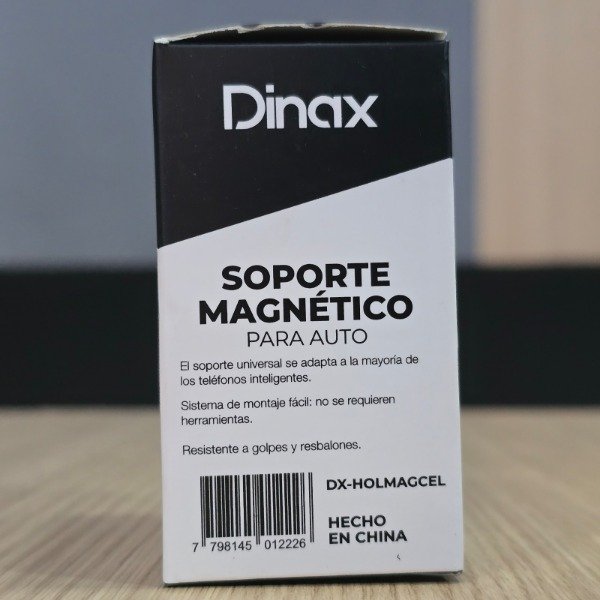 Dinax
SOPORTE
MAGNÉTICO
PARA AUTO
El soporte universal se adapta a la mayoría de
los teléfonos inteligentes.
Sistema de montaje fácil: no se requieren
herramientas.
Resistente a golpes y resbalones.
DX-HOLMAGCEL
HECHO
EN CHINA
7 798145 012226